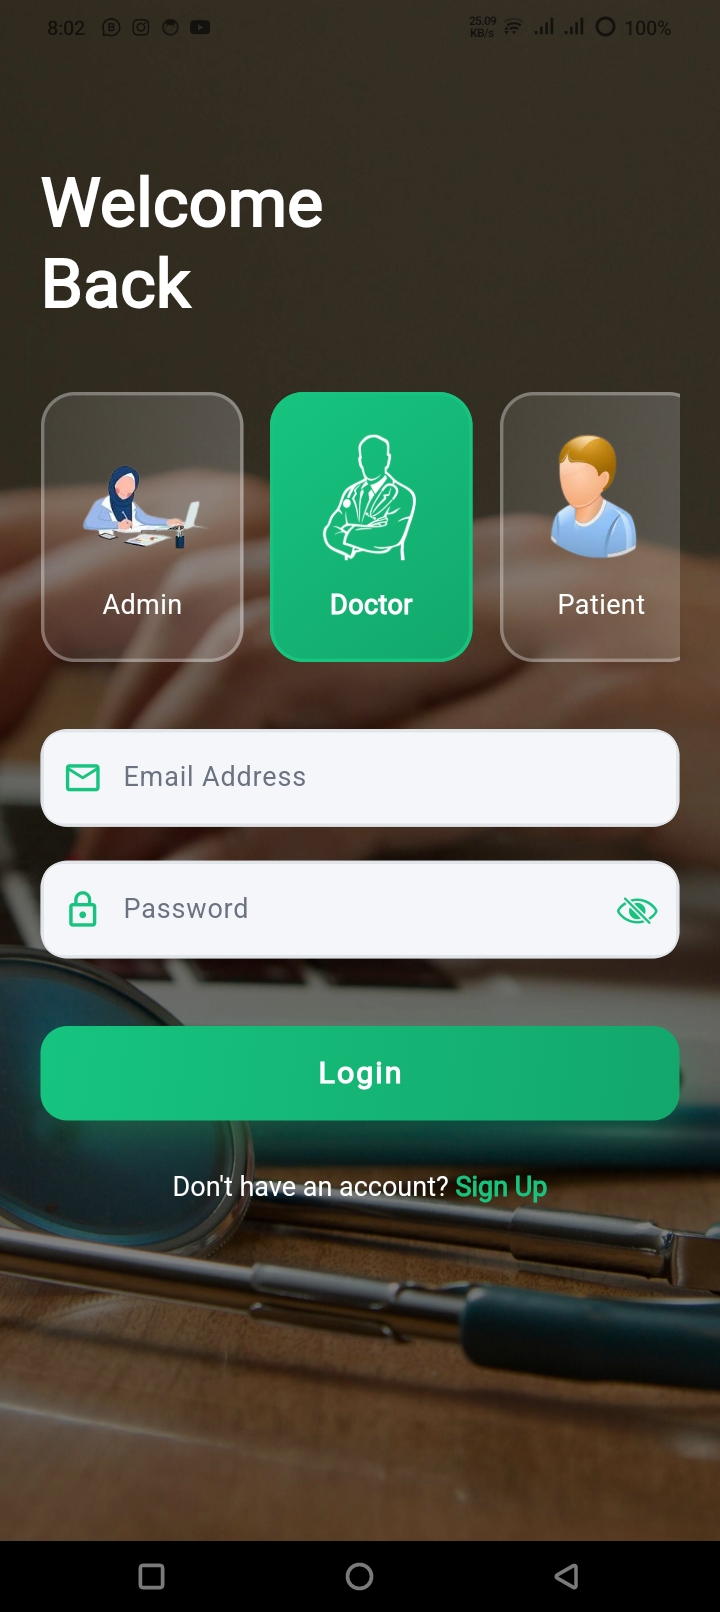 8:02
25.09
KB/s
100%
Welcome
Back
Admin
Doctor
Patient
Email Address
Password
Login
Don't have an account? Sign Up